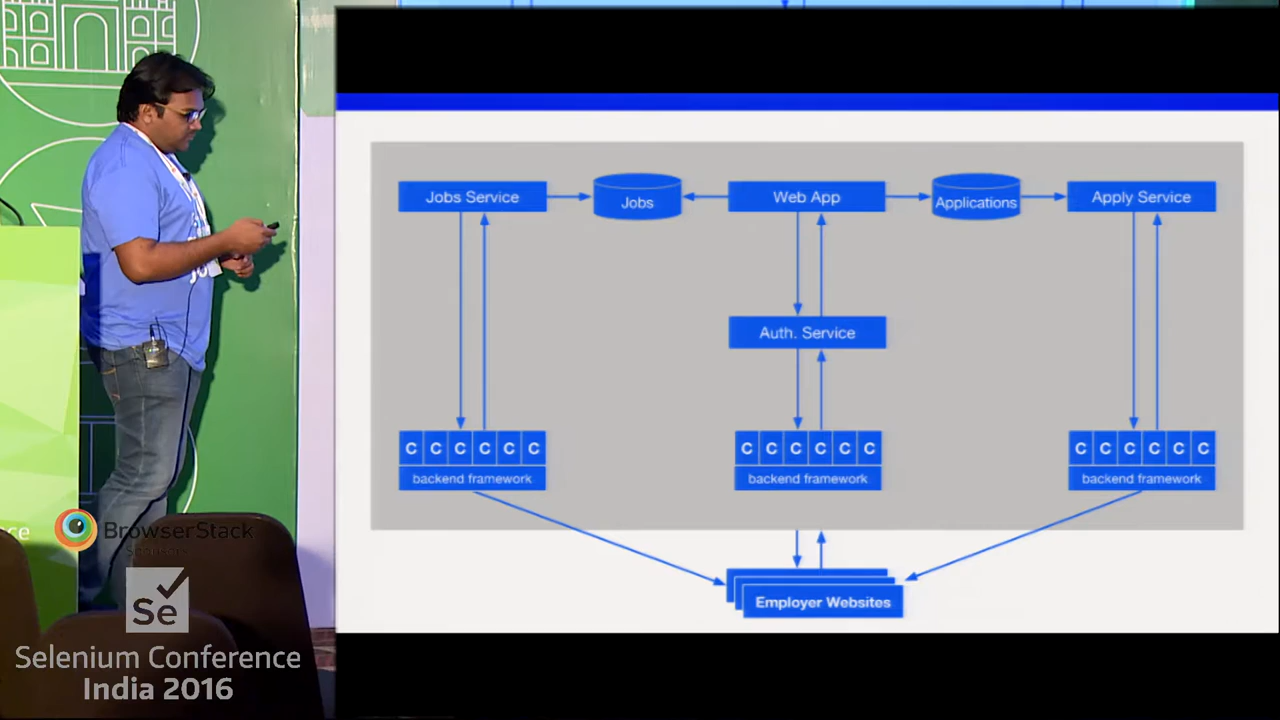 Jobs Service
Jobs
Web App
Applications
Apply Service
Auth. Service
C C C C C C
backend framework
C C C C C C
backend framework
C C C C C C
backend framework
Employer Websites
BrowserStack
Se
Selenium Conference
India 2016